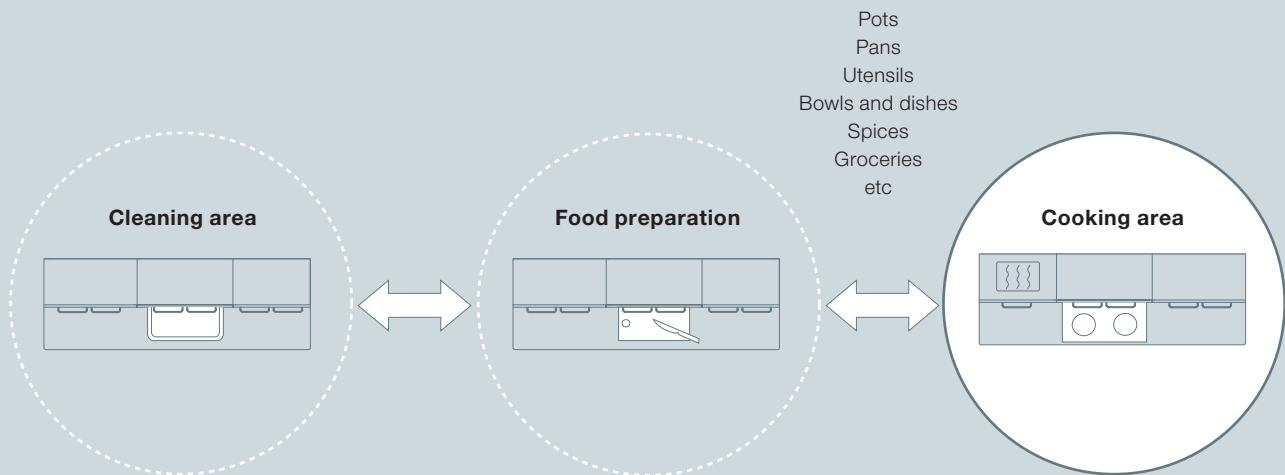 Pots
Pans
Utensils
Bowls and dishes
Spices
Groceries
etc
Cleaning area
Food preparation
Cooking area